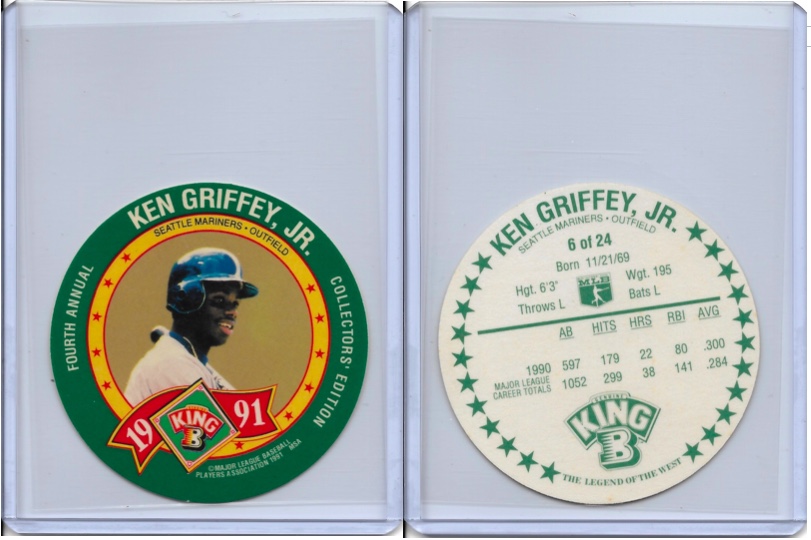 KEN GRIFFEY, JR.
SEATTLE MARINERS • OUTFIELD
FOURTH ANNUAL
COLLECTORS' EDITION
1991
KING
B
©MAJOR LEAGUE BASEBALL
PLAYERS ASSOCIATION 1991 MSA
KEN GRIFFEY, JR.
SEATTLE MARINERS • OUTFIELD
6 of 24
Born 11/21/69
Hgt. 6'3" Wgt. 195
MLB
Throws L Bats L
AB HITS HRS RBI AVG
1990 597 179 22 80 .300
MAJOR LEAGUE
CAREER TOTALS 1052 299 38 141 .284
GENUINE
KING
B
THE LEGEND OF THE WEST